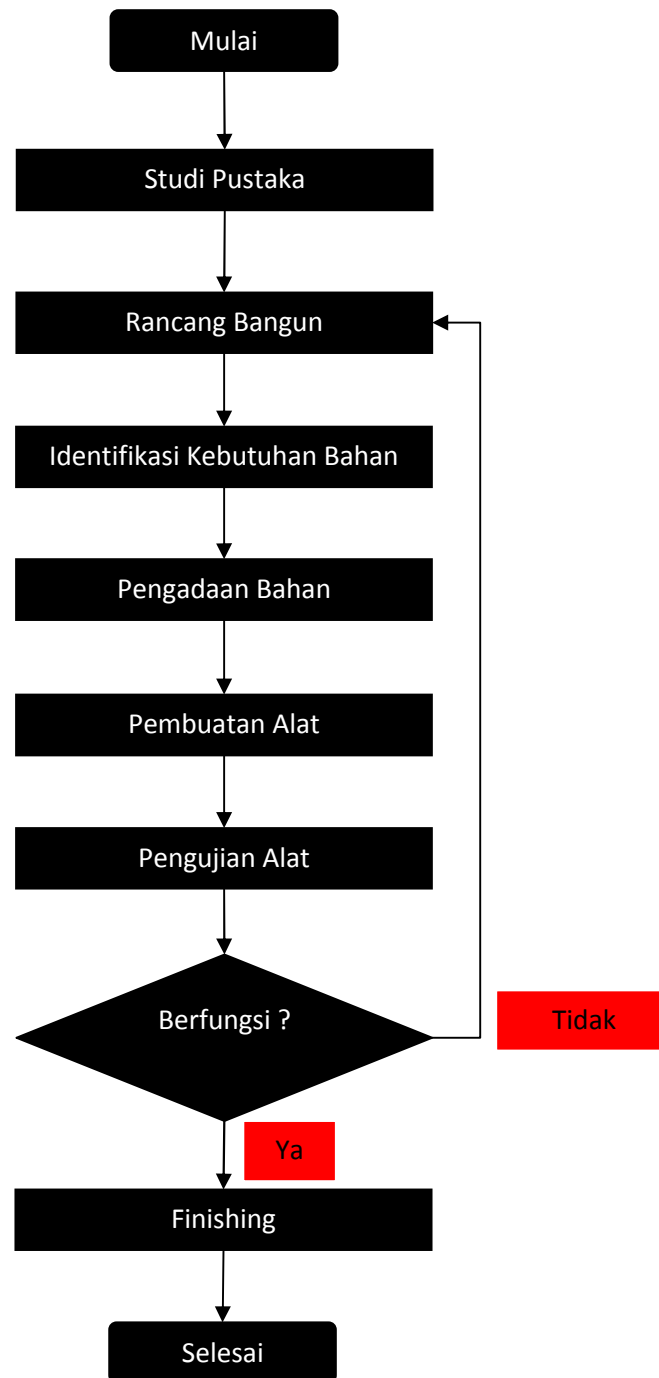 Mulai
Studi Pustaka
Rancang Bangun
Identifikasi Kebutuhan Bahan
Pengadaan Bahan
Pembuatan Alat
Pengujian Alat
Berfungsi ?
Tidak
Ya
Finishing
Selesai